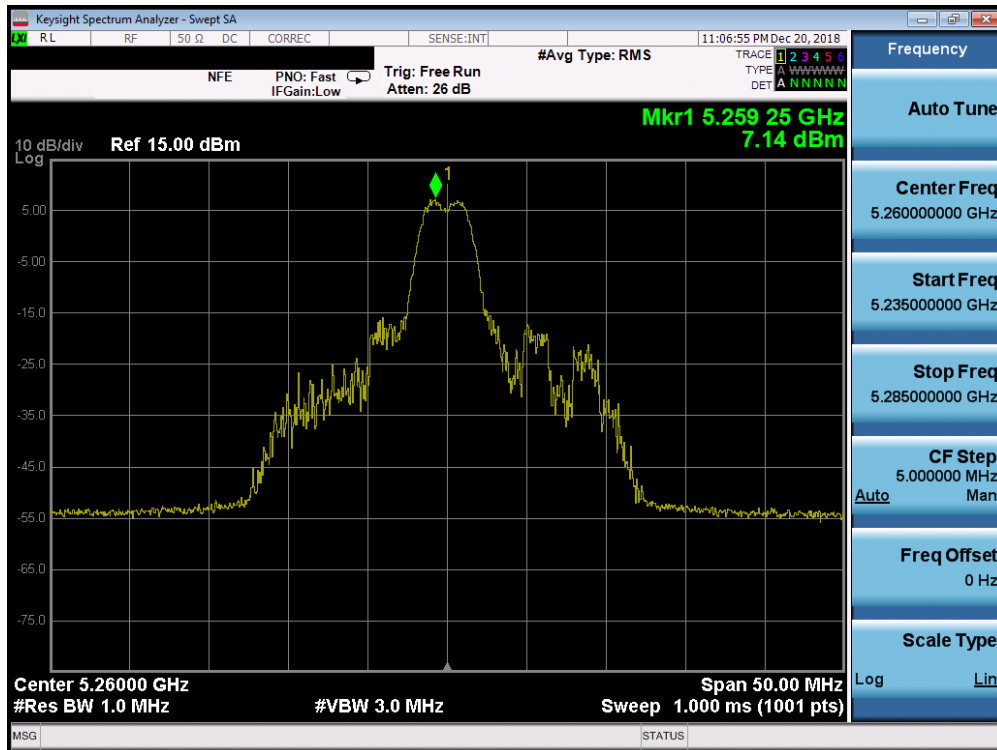 Keysight Spectrum Analyzer - Swept SA
LXI RL RF 50 Ω DC CORREC SENSE:INT 11:06:55 PM Dec 20, 2018
#Avg Type: RMS TRACE 1 2 3 4 5 6
NFE PNO: Fast Trig: Free Run TYPE A WWWWW
IFGain:Low Atten: 26 dB DET A N N N N N
Mkr1 5.259 25 GHz
7.14 dBm
10 dB/div Ref 15.00 dBm
Log
1
5.00
-5.00
-15.0
-25.0
-35.0
-45.0
-55.0
-65.0
-75.0
Center 5.26000 GHz Span 50.00 MHz
#Res BW 1.0 MHz #VBW 3.0 MHz Sweep 1.000 ms (1001 pts)
MSG STATUS
Frequency
Auto Tune
Center Freq
5.260000000 GHz
Start Freq
5.235000000 GHz
Stop Freq
5.285000000 GHz
CF Step
5.000000 MHz
Auto Man
Freq Offset
0 Hz
Scale Type
Log Lin